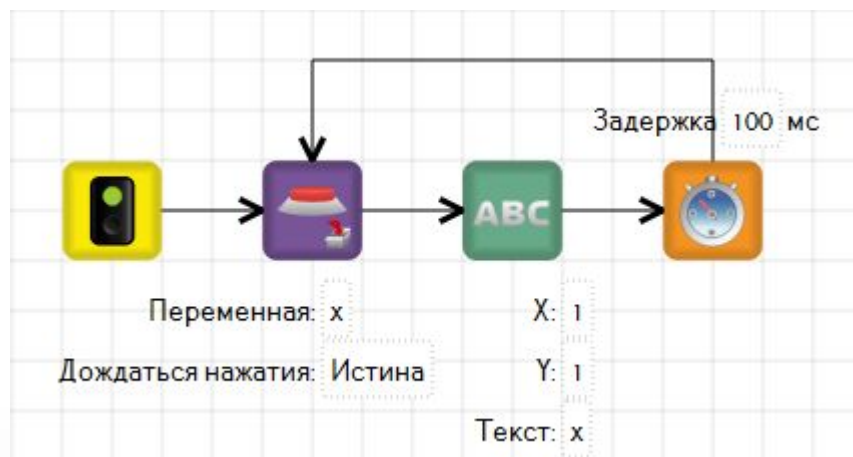 Задержка 100 мс
ABC
Переменная: x
X: 1
Дождаться нажатия: Истина
Y: 1
Текст: x